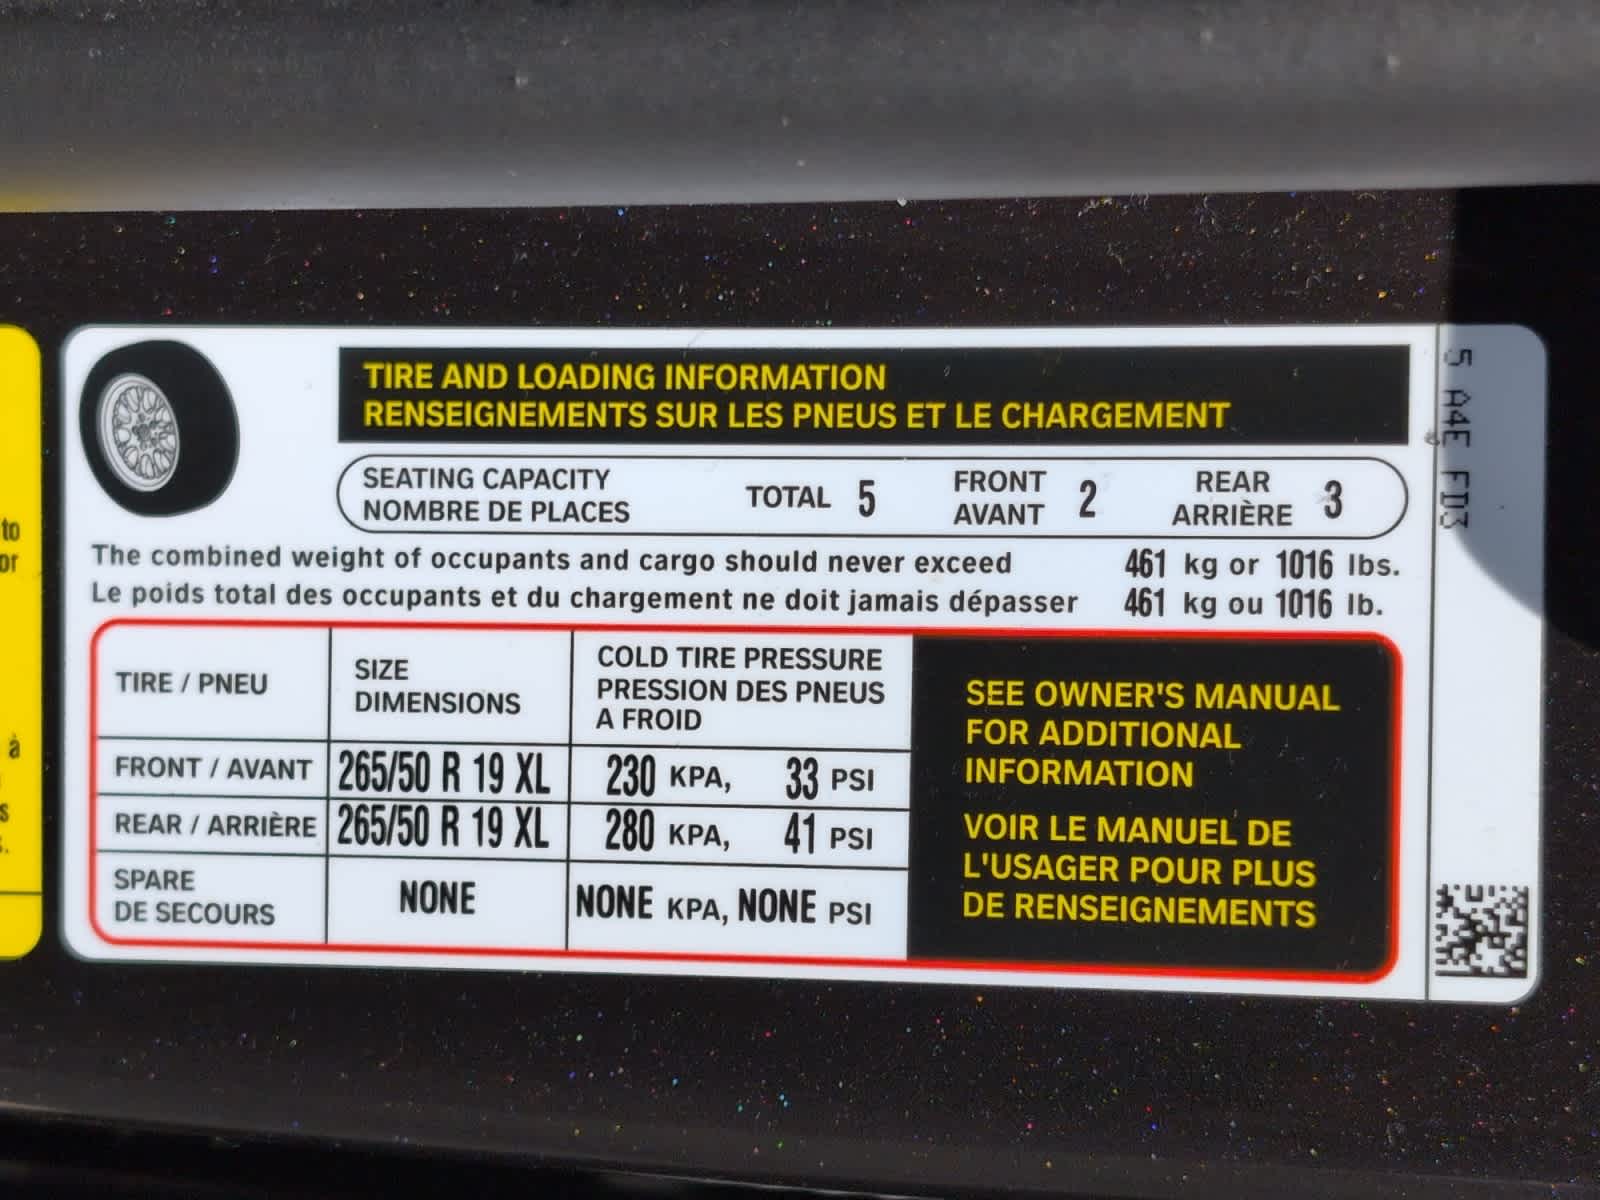 to
or
à
s
s.
TIRE AND LOADING INFORMATION
RENSEIGNEMENTS SUR LES PNEUS ET LE CHARGEMENT
SEATING CAPACITY
NOMBRE DE PLACES
TOTAL 5
FRONT
AVANT
2
REAR
ARRIÈRE
3
The combined weight of occupants and cargo should never exceed 461 kg or 1016 lbs.
Le poids total des occupants et du chargement ne doit jamais dépasser 461 kg ou 1016 lb.
TIRE / PNEU
SIZE
DIMENSIONS
COLD TIRE PRESSURE
PRESSION DES PNEUS
A FROID
FRONT / AVANT 265/50 R 19 XL 230 KPA, 33 PSI
REAR / ARRIÈRE 265/50 R 19 XL 280 KPA, 41 PSI
SPARE
DE SECOURS
NONE NONE KPA, NONE PSI
SEE OWNER'S MANUAL
FOR ADDITIONAL
INFORMATION
VOIR LE MANUEL DE
L'USAGER POUR PLUS
DE RENSEIGNEMENTS
5 A4E FD3